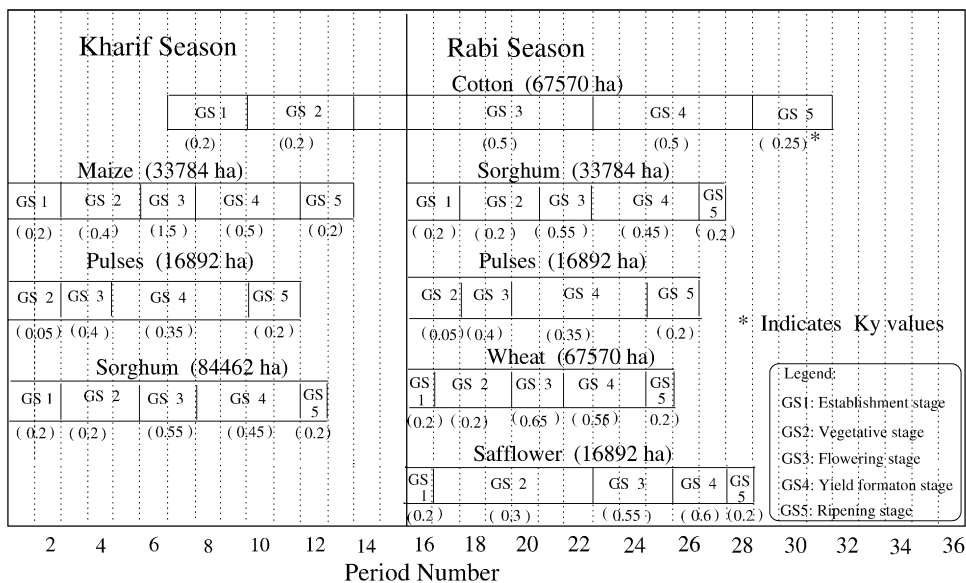 Kharif Season
Rabi Season
Cotton (67570 ha)
GS 1 GS 2 GS 3 GS 4 GS 5
(0.2) (0.2) (0.5) (0.5) (0.25)*
Maize (33784 ha)
GS 1 GS 2 GS 3 GS 4 GS 5
(0.2) (0.4) (1.5) (0.5) (0.2)
Sorghum (33784 ha)
GS 1 GS 2 GS 3 GS 4 GS 5
(0.2) (0.2) (0.55) (0.45) (0.2)
Pulses (16892 ha)
GS 2 GS 3 GS 4 GS 5
(0.05) (0.4) (0.35) (0.2)
Pulses (16892 ha)
GS 2 GS 3 GS 4 GS 5
(0.05) (0.4) (0.35) (0.2)
* Indicates Ky values
Sorghum (84462 ha)
GS 1 GS 2 GS 3 GS 4 GS 5
(0.2) (0.2) (0.55) (0.45) (0.2)
Wheat (67570 ha)
GS 1 GS 2 GS 3 GS 4 GS 5
(0.2) (0.2) (0.65) (0.55) 0.2)
Safflower (16892 ha)
GS 1 GS 2 GS 3 GS 4 GS 5
(0.2) (0.3) (0.55) (0.6) (0.2)
Legend:
GS1: Establishment stage
GS2: Vegetative stage
GS3: Flowering stage
GS4: Yield formaton stage
GS5: Ripening stage
2 4 6 8 10 12 14 16 18 20 22 24 26 28 30 32 34 36
Period Number